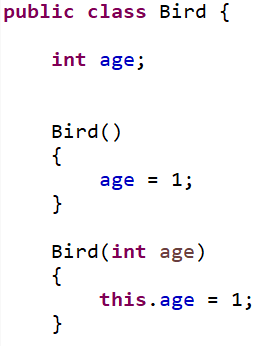 public class Bird {
int age;
Bird()
{
age = 1;
}
Bird(int age)
{
this.age = 1;
}